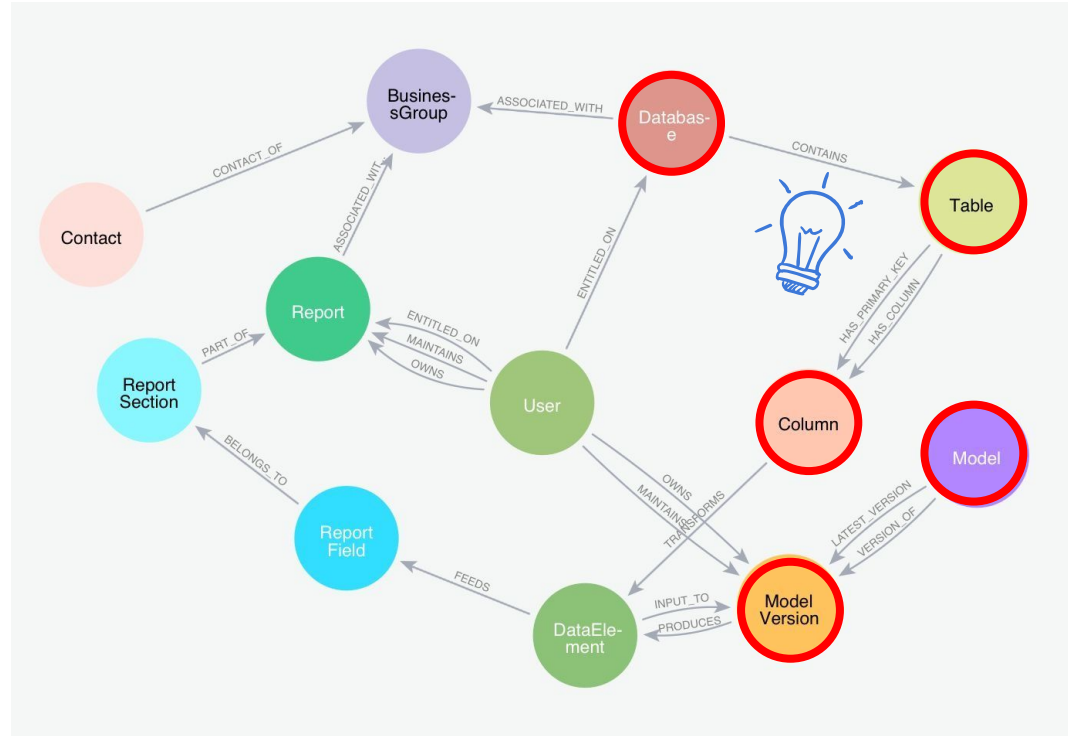 Busines-
sGroup
ASSOCIATED_WITH
Databas-
e
CONTAINS
Table
CONTACT_OF
ASSOCIATED_WIT…
Contact
ENTITLED_ON
HAS_PRIMARY_KEY
HAS_COLUMN
Report
ENTITLED_ON
MAINTAINS
OWNS
PART_OF
Report
Section
User
Column
BELONGS_TO
Model
OWNS
MAINTAINS
TRANSFORMS
LATEST_VERSION
VERSION_OF
Report
Field
FEEDS
DataEle-
ment
INPUT_TO
PRODUCES
Model
Version